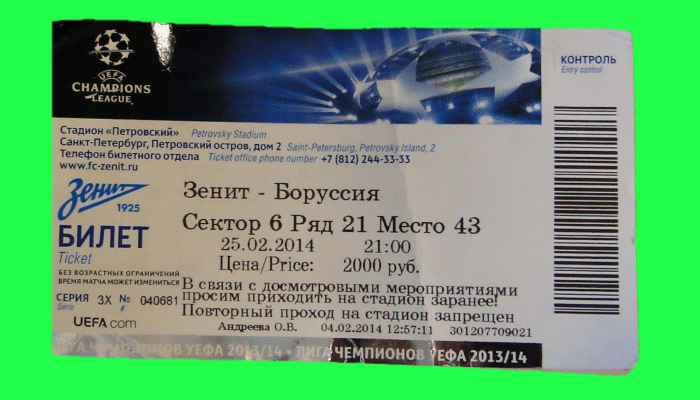 UEFA
CHAMPIONS
LEAGUE
КОНТРОЛЬ
Entry control
Стадион «Петровский» Petrovsky Stadium
Санкт-Петербург, Петровский остров, дом 2 Saint-Petersburg, Petrovsky Island, 2
Телефон билетного отдела Ticket office phone number +7 (812) 244-33-33
www.fc-zenit.ru
Зенит
1925
Зенит - Боруссия
Сектор 6 Ряд 21 Место 43
БИЛЕТ
Ticket
25.02.2014 21:00
Цена/Price: 2000 руб.
БЕЗ ВОЗРАСТНЫХ ОГРАНИЧЕНИЙ
ВРЕМЯ МАТЧА МОЖЕТ ИЗМЕНИТЬСЯ
В связи с досмотровыми мероприятиями
просим приходить на стадион заранее!
Повторный проход на стадион запрещен
СЕРИЯ 3X № 040681
Seria #
UEFA.com
Андреева О.В. 04.02.2014 12:57:11 301207709021
ЛИГА ЧЕМПИОНОВ УЕФА 2013/14 • ЛИГА ЧЕМПИОНОВ УЕФА 2013/14